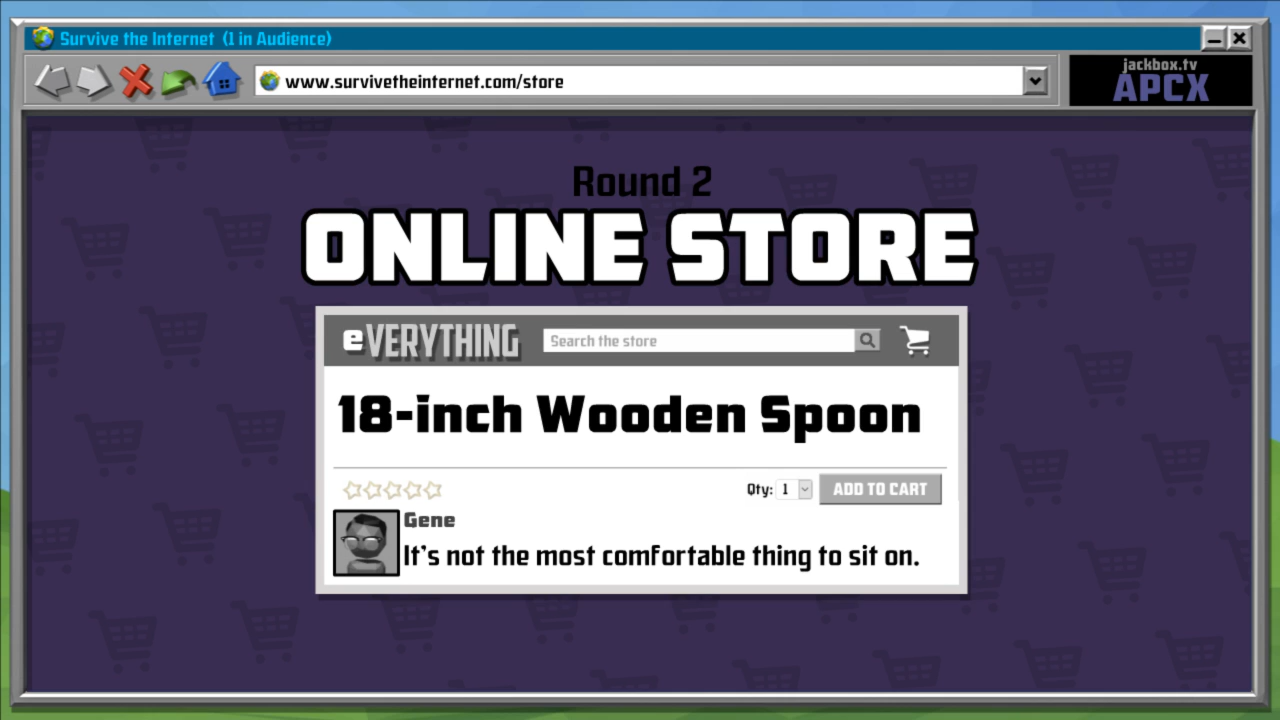 Survive the Internet (1 in Audience)
www.survivetheinternet.com/store
jackbox.tv
APCX
Round 2
ONLINE STORE
eVERYTHING
Search the store
18-inch Wooden Spoon
Qty: 1
ADD TO CART
Gene
It's not the most comfortable thing to sit on.